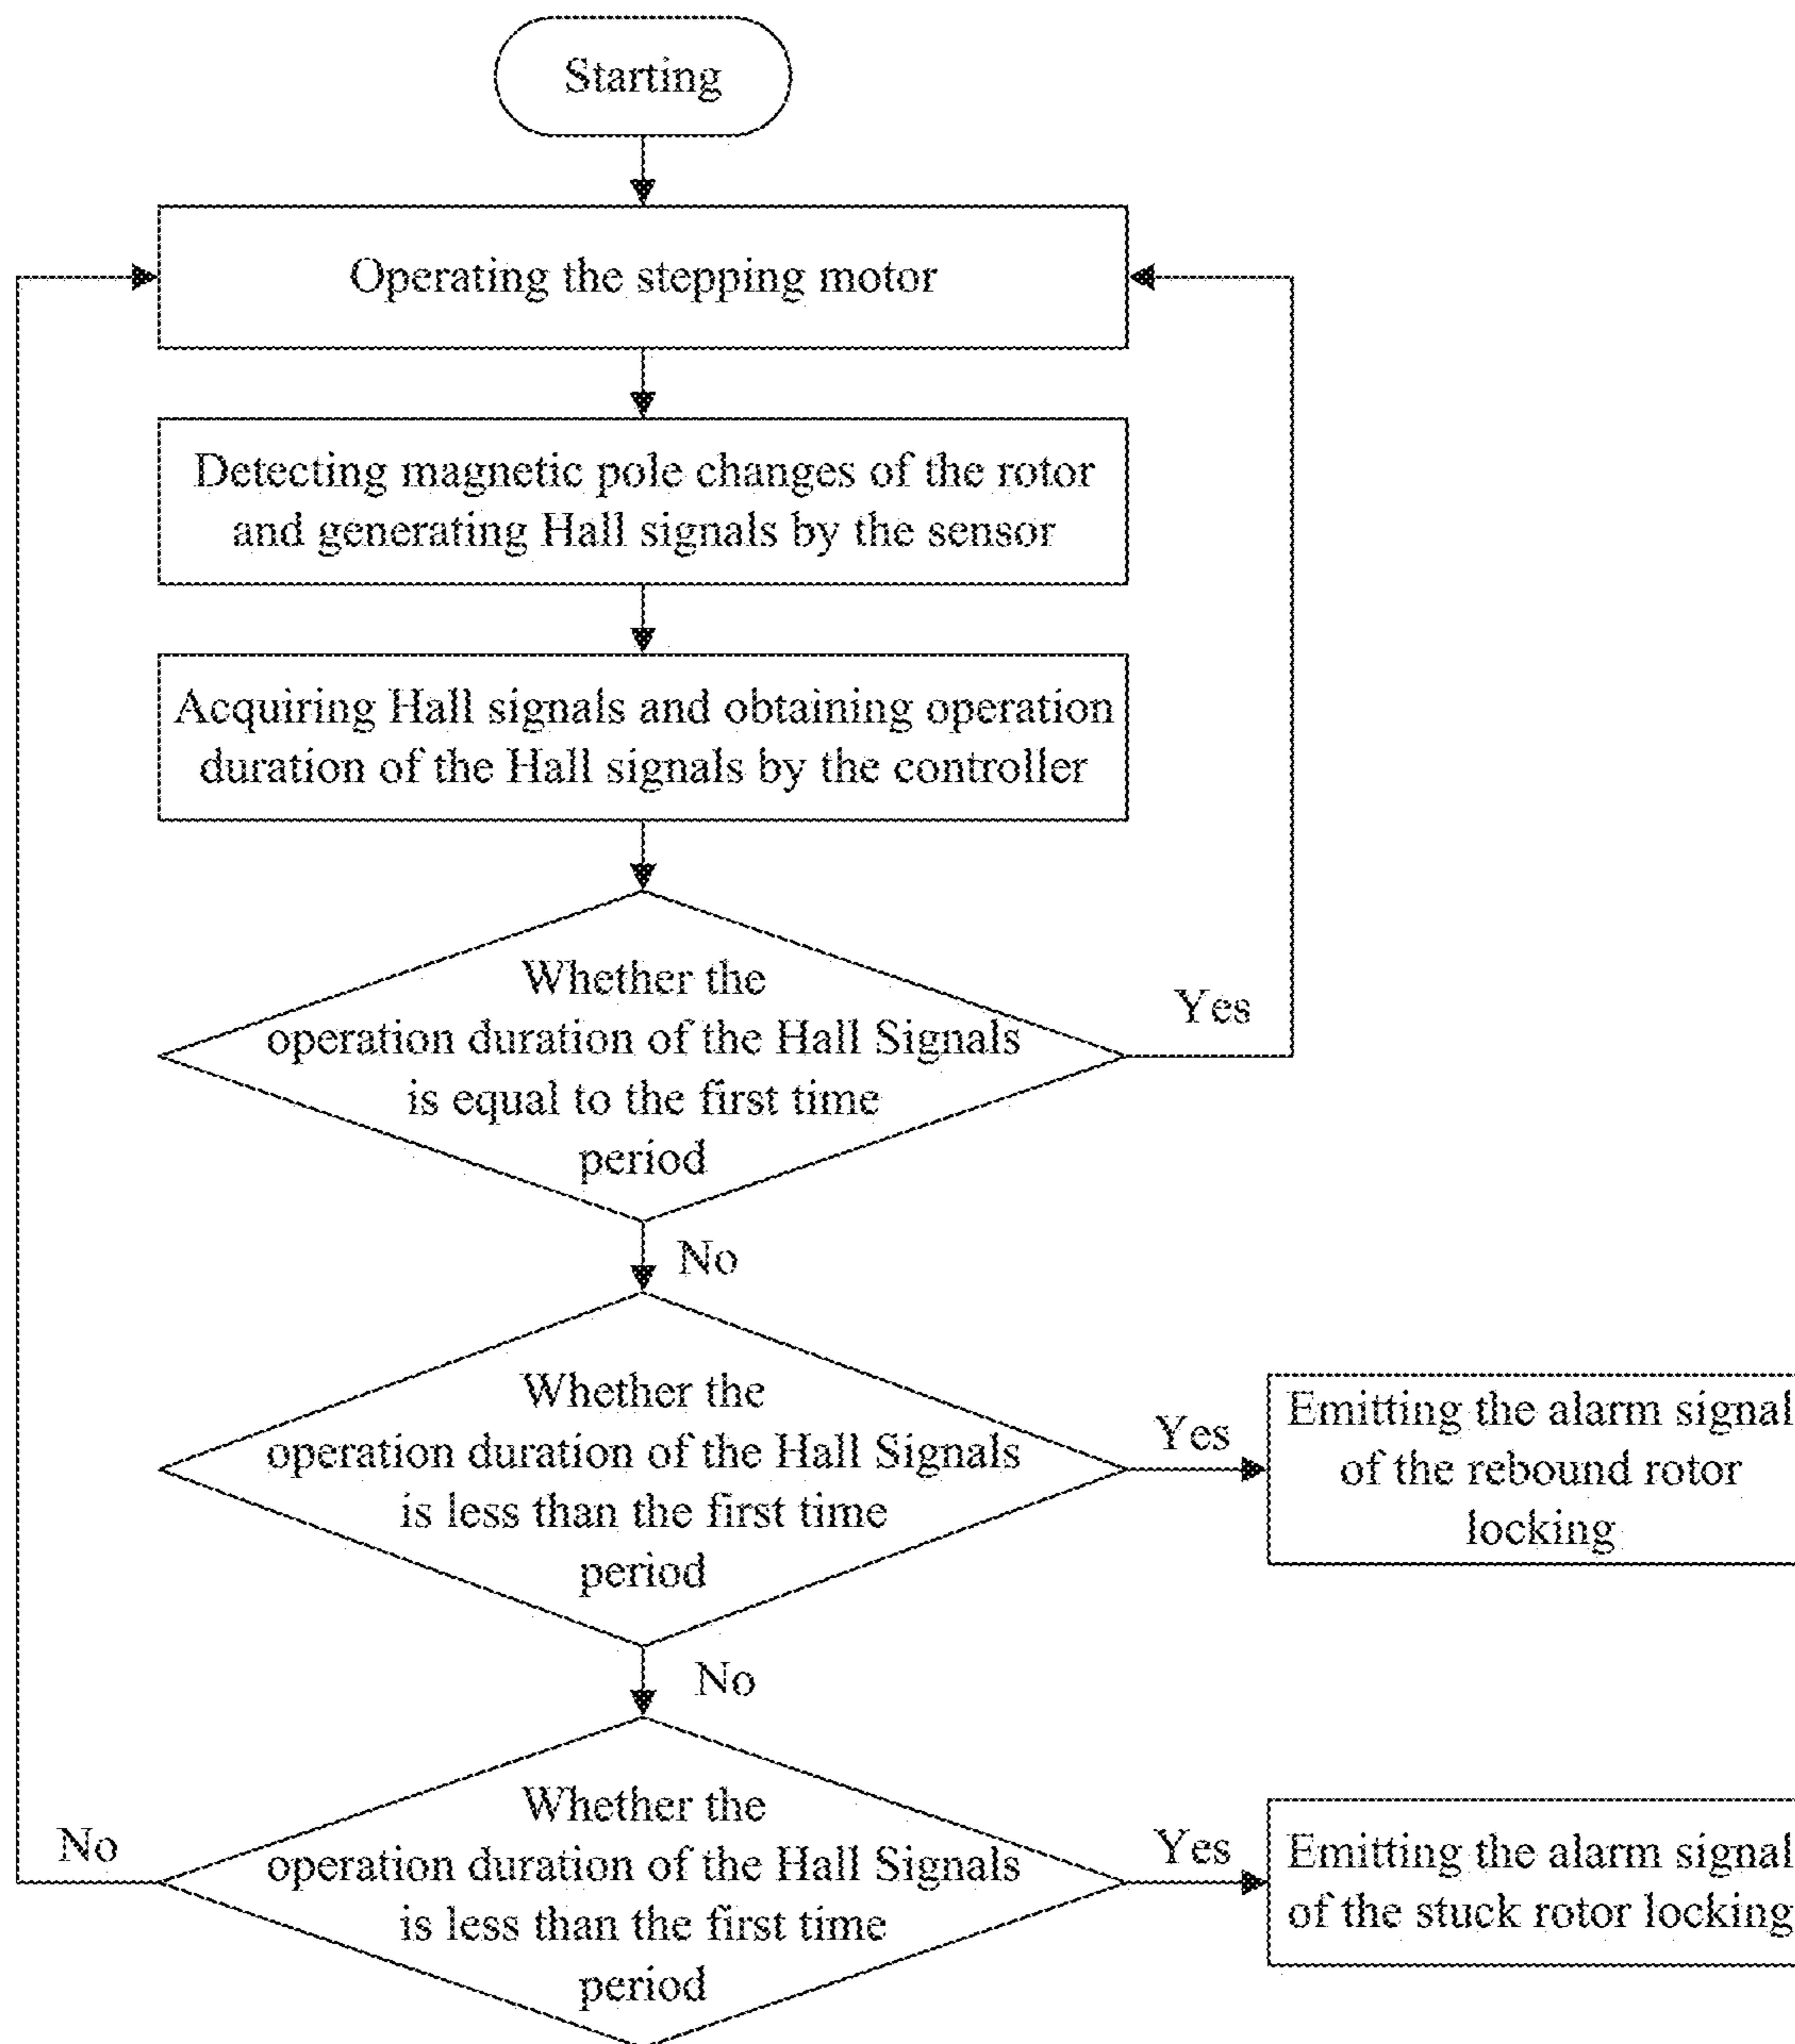 Starting
Operating the stepping motor
Detecting magnetic pole changes of the rotor
and generating Hall signals by the sensor
Acquiring Hall signals and obtaining operation
duration of the Hall signals by the controller
Whether the
operation duration of the Hall Signals
is equal to the first time
period
Yes
No
Whether the
operation duration of the Hall Signals
is less than the first time
period
Yes
Emitting the alarm signal
of the rebound rotor
locking
No
Whether the
operation duration of the Hall Signals
is less than the first time
period
No
Yes
Emitting the alarm signal
of the stuck rotor locking